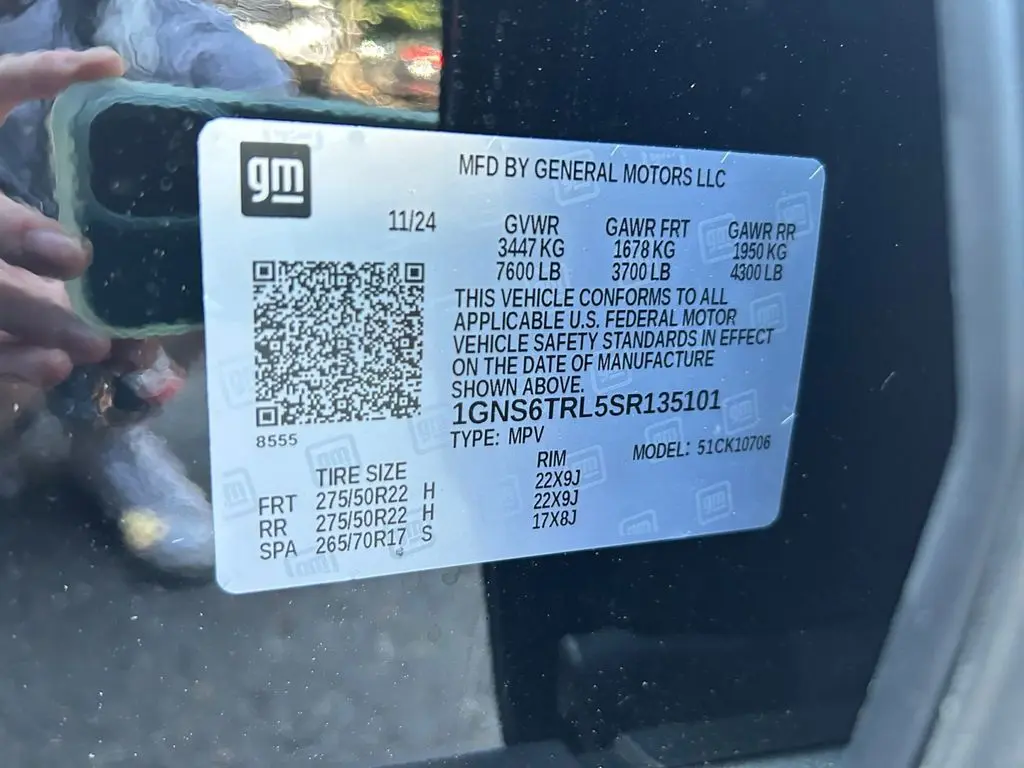 gm
MFD BY GENERAL MOTORS LLC
11/24
GVWR GAWR FRT GAWR RR
3447 KG 1678 KG 1950 KG
7600 LB 3700 LB 4300 LB
THIS VEHICLE CONFORMS TO ALL
APPLICABLE U.S. FEDERAL MOTOR
VEHICLE SAFETY STANDARDS IN EFFECT
ON THE DATE OF MANUFACTURE
SHOWN ABOVE.
1GNS6TRL5SR135101
8555
TYPE: MPV MODEL: 51CK10706
TIRE SIZE RIM
FRT 275/50R22 H 22X9J
RR 275/50R22 H 22X9J
SPA 265/70R17 S 17X8J